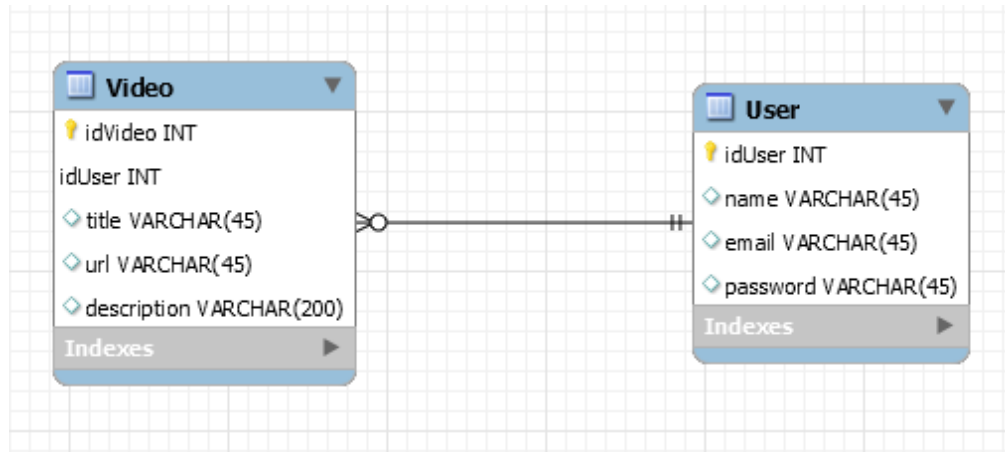 Video
idVideo INT
idUser INT
title VARCHAR(45)
url VARCHAR(45)
description VARCHAR(200)
Indexes
User
idUser INT
name VARCHAR(45)
email VARCHAR(45)
password VARCHAR(45)
Indexes